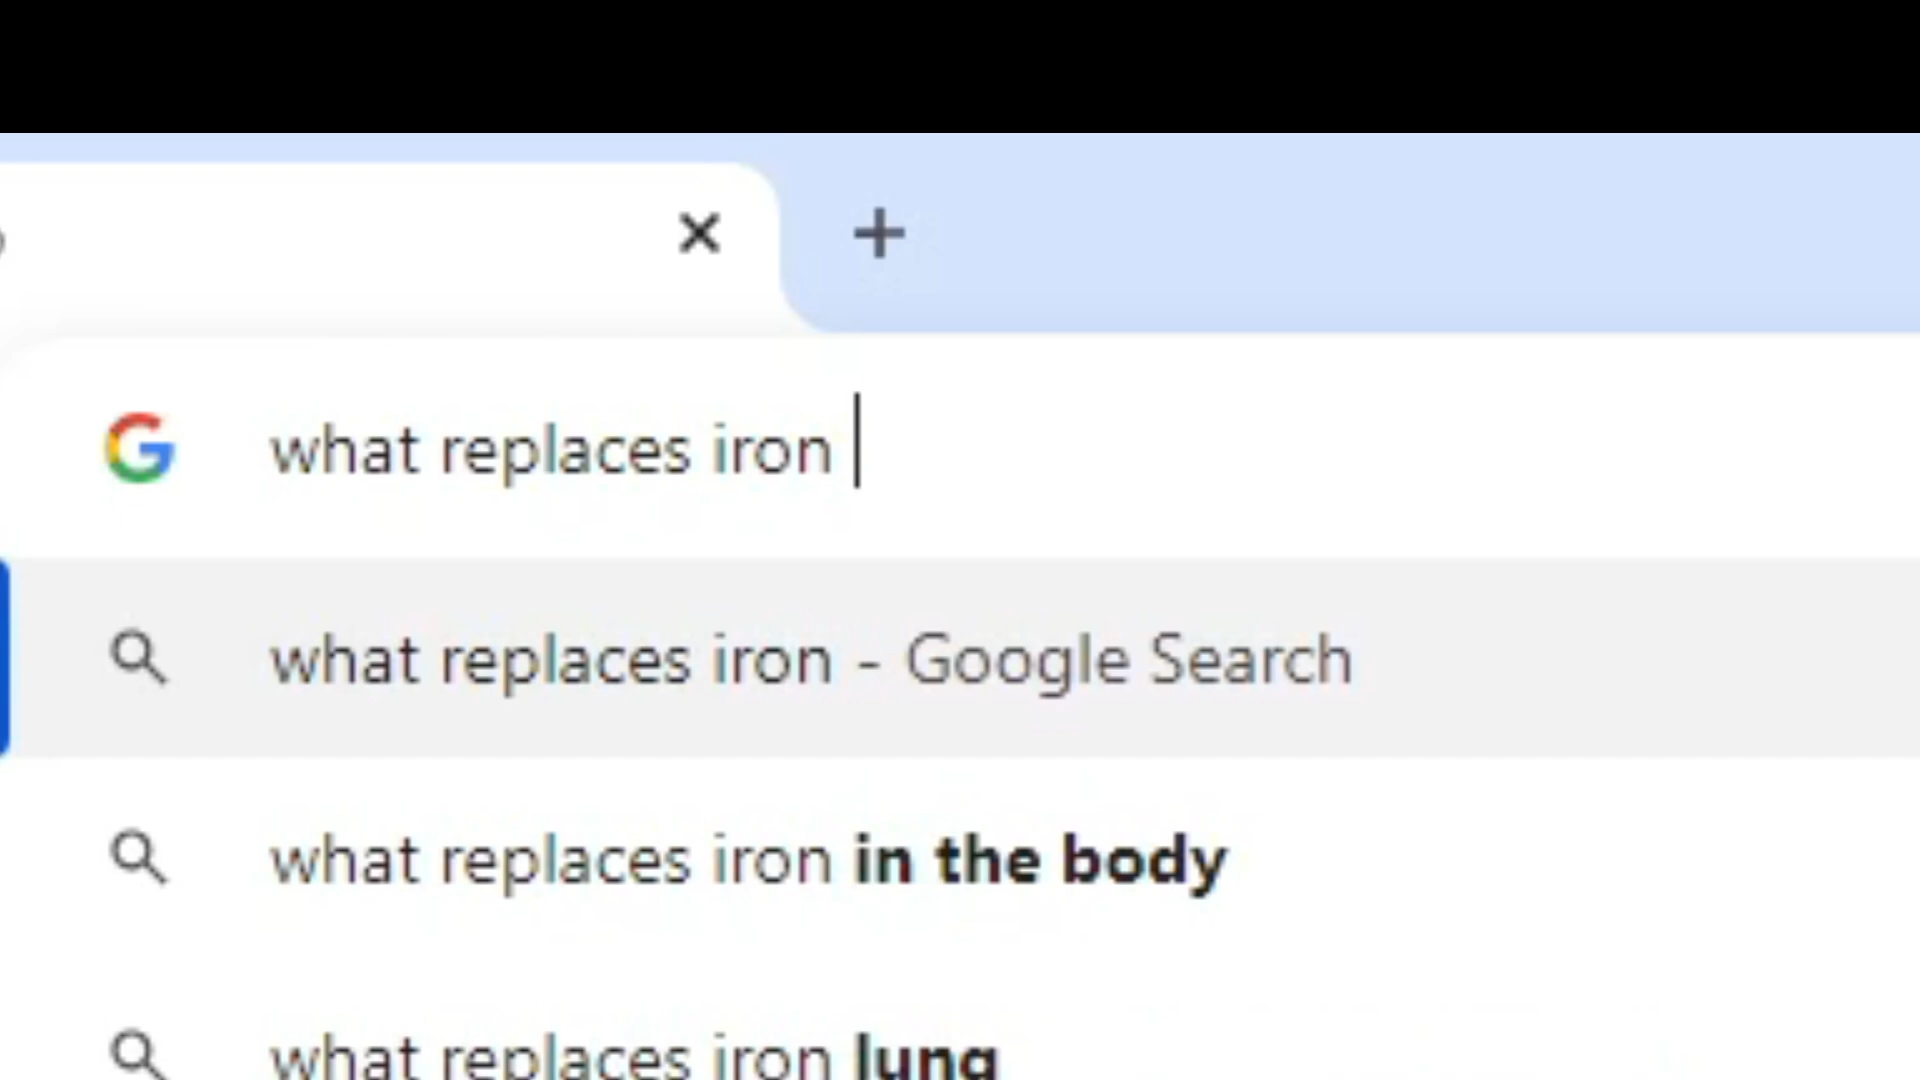 what replaces iron
what replaces iron - Google Search
what replaces iron in the body
what replaces iron lung